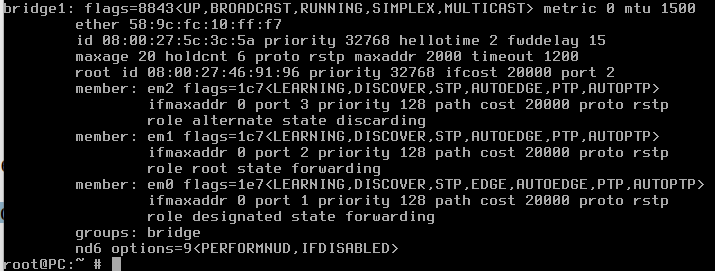 bridge1: flags=8843<UP,BROADCAST,RUNNING,SIMPLEX,MULTICAST> metric 0 mtu 1500
ether 58:9c:fc:10:ff:f7
id 08:00:27:5c:3c:5a priority 32768 hellotime 2 fwddelay 15
maxage 20 holdcnt 6 proto rstp maxaddr 2000 timeout 1200
root id 08:00:27:46:91:96 priority 32768 ifcost 20000 port 2
member: em2 flags=1c7<LEARNING,DISCOVER,STP,AUTOEDGE,PTP,AUTOPTP>
ifmaxaddr 0 port 3 priority 128 path cost 20000 proto rstp
role alternate state discarding
member: em1 flags=1c7<LEARNING,DISCOVER,STP,AUTOEDGE,PTP,AUTOPTP>
ifmaxaddr 0 port 2 priority 128 path cost 20000 proto rstp
role root state forwarding
member: em0 flags=1e7<LEARNING,DISCOVER,STP,EDGE,AUTOEDGE,PTP,AUTOPTP>
ifmaxaddr 0 port 1 priority 128 path cost 20000 proto rstp
role designated state forwarding
groups: bridge
nd6 options=9<PERFORMNUD,IFDISABLED>
root@PC:~ #